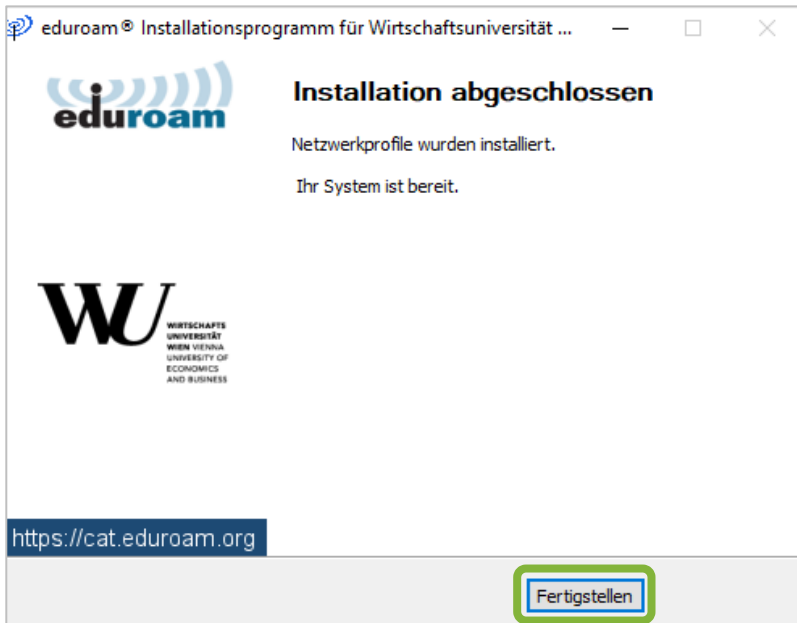 eduroam® Installationsprogramm für Wirtschaftsuniversität ...
eduroam
Installation abgeschlossen
Netzwerkprofile wurden installiert.
Ihr System ist bereit.
WU
WIRTSCHAFTS
UNIVERSITÄT
WIEN VIENNA
UNIVERSITY OF
ECONOMICS
AND BUSINESS
https://cat.eduroam.org
Fertigstellen